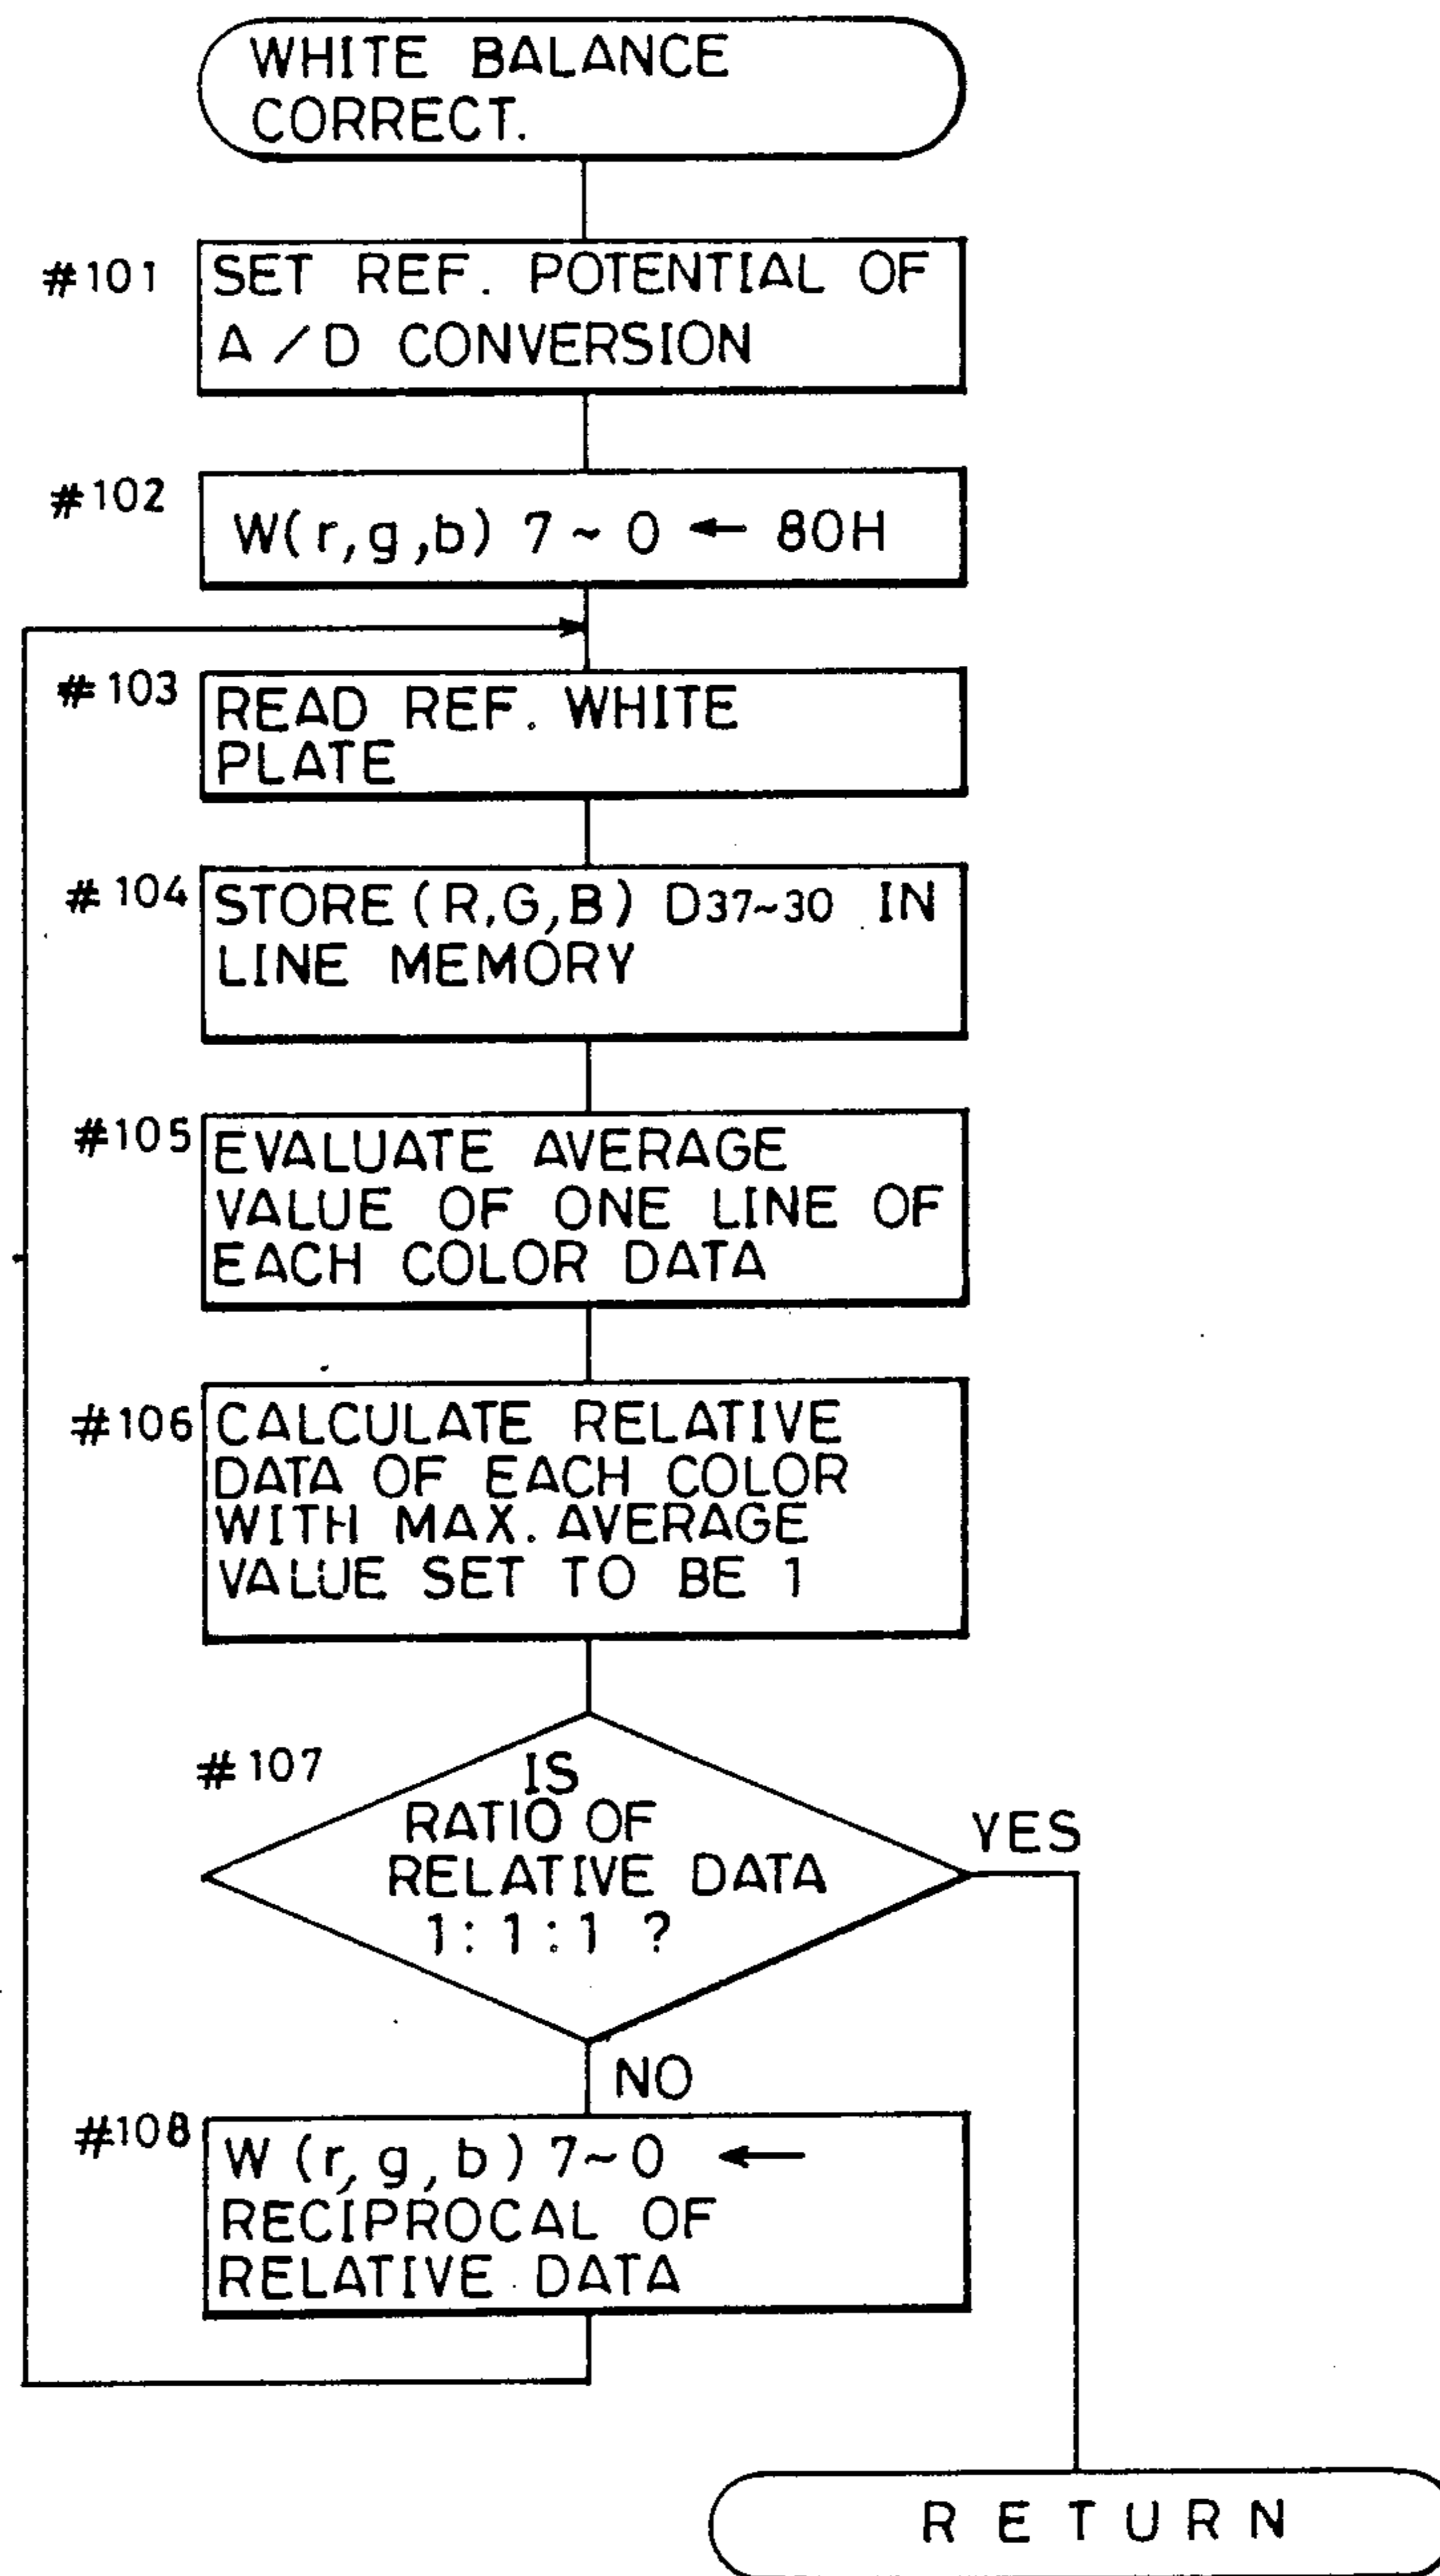 WHITE BALANCE
CORRECT.
#101
SET REF. POTENTIAL OF
A/D CONVERSION
#102
W(r,g,b) 7~0 ← 80H
#103
READ REF. WHITE
PLATE
#104
STORE(R,G,B) D37~30 IN
LINE MEMORY
#105
EVALUATE AVERAGE
VALUE OF ONE LINE OF
EACH COLOR DATA
#106
CALCULATE RELATIVE
DATA OF EACH COLOR
WITH MAX. AVERAGE
VALUE SET TO BE 1
#107
IS
RATIO OF
RELATIVE DATA
1:1:1 ?
YES
NO
#108
W(r,g,b) 7~0 ←
RECIPROCAL OF
RELATIVE DATA
RETURN